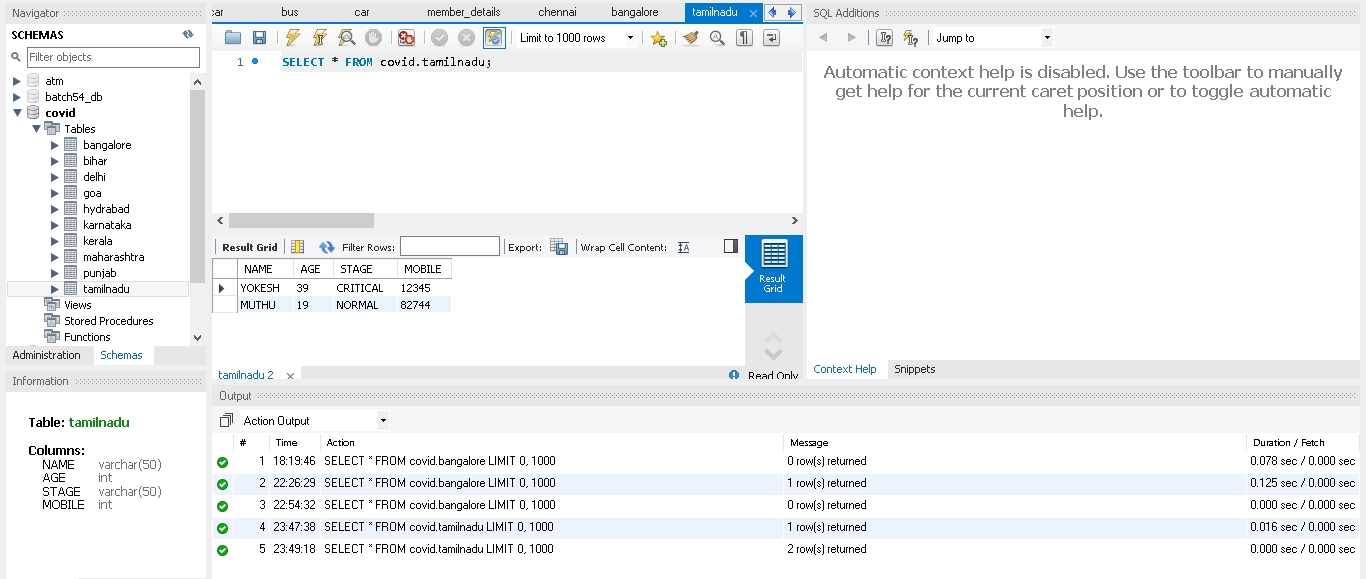 Navigator
SCHEMAS
Filter objects
atm
batch54_db
covid
Tables
bangalore
bihar
delhi
goa
hydrabad
karnataka
kerala
maharashtra
punjab
tamilnadu
Views
Stored Procedures
Functions
Administration Schemas
Information
Table: tamilnadu
Columns:
NAME varchar(50)
AGE int
STAGE varchar(50)
MOBILE int
car bus car member_details chennai bangalore tamilnadu
Limit to 1000 rows
1 SELECT * FROM covid.tamilnadu;
Result Grid Filter Rows: Export: Wrap Cell Content:
NAME AGE STAGE MOBILE
YOKESH 39 CRITICAL 12345
MUTHU 19 NORMAL 82744
Result
Grid
tamilnadu 2 Read Only
SQL Additions
Jump to
Automatic context help is disabled. Use the toolbar to manually
get help for the current caret position or to toggle automatic
help.
Context Help Snippets
Output
Action Output
# Time Action Message Duration / Fetch
1 18:19:46 SELECT * FROM covid.bangalore LIMIT 0, 1000 0 row(s) returned 0.078 sec / 0.000 sec
2 22:26:29 SELECT * FROM covid.bangalore LIMIT 0, 1000 1 row(s) returned 0.125 sec / 0.000 sec
3 22:54:32 SELECT * FROM covid.bangalore LIMIT 0, 1000 0 row(s) returned 0.000 sec / 0.000 sec
4 23:47:38 SELECT * FROM covid.tamilnadu LIMIT 0, 1000 1 row(s) returned 0.016 sec / 0.000 sec
5 23:49:18 SELECT * FROM covid.tamilnadu LIMIT 0, 1000 2 row(s) returned 0.000 sec / 0.000 sec